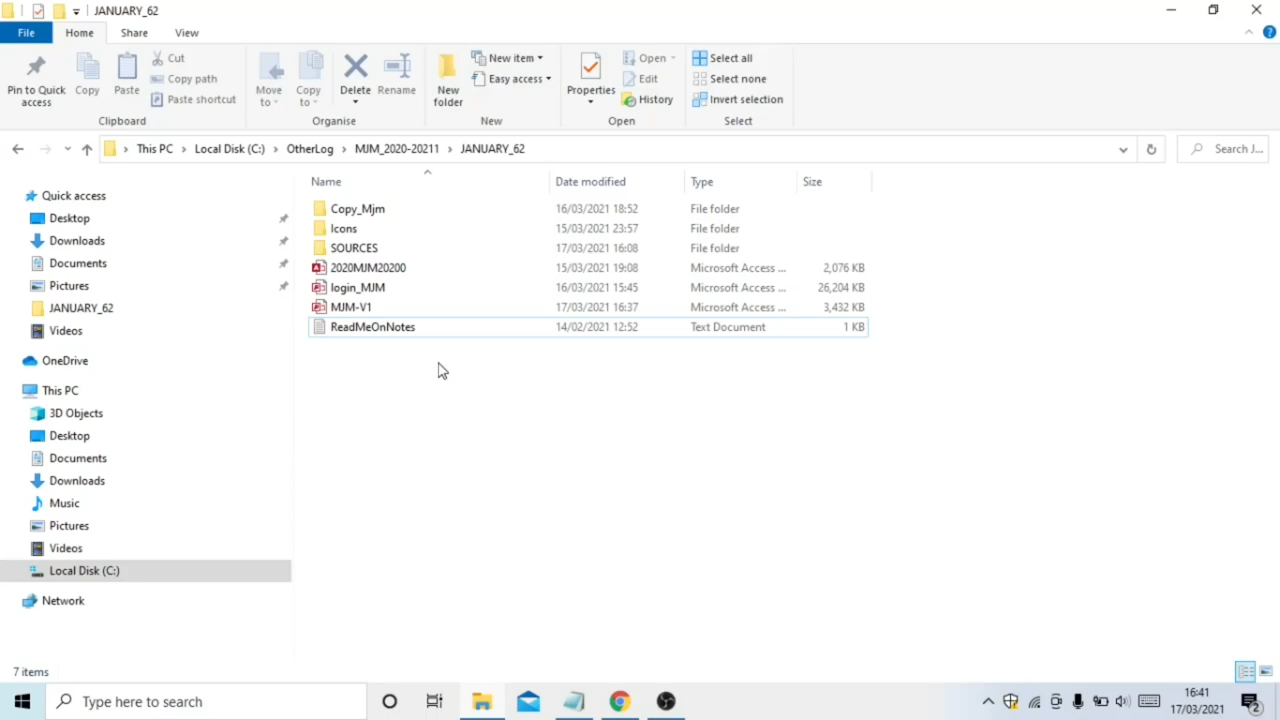 JANUARY_62
File Home Share View
Pin to Quick access
Copy
Paste
Cut
Copy path
Paste shortcut
Clipboard
Move to
Copy to
Delete
Rename
Organise
New folder
New item
Easy access
New
Properties
Open
Edit
History
Open
Select all
Select none
Invert selection
Select
This PC > Local Disk (C:) > OtherLog > MJM_2020-20211 > JANUARY_62
Search J...
Name Date modified Type Size
Copy_Mjm 16/03/2021 18:52 File folder
Icons 15/03/2021 23:57 File folder
SOURCES 17/03/2021 16:08 File folder
2020MJM20200 15/03/2021 19:08 Microsoft Access ... 2,076 KB
login_MJM 16/03/2021 15:45 Microsoft Access ... 26,204 KB
MJM-V1 17/03/2021 16:37 Microsoft Access ... 3,432 KB
ReadMeOnNotes 14/02/2021 12:52 Text Document 1 KB
Quick access
Desktop
Downloads
Documents
Pictures
JANUARY_62
Videos
OneDrive
This PC
3D Objects
Desktop
Documents
Downloads
Music
Pictures
Videos
Local Disk (C:)
Network
7 items
Type here to search
16:41
17/03/2021
2